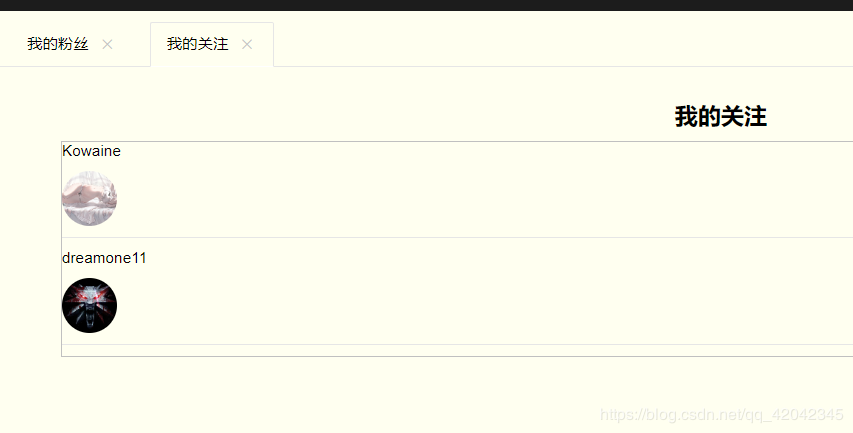 我的粉丝 我的关注
我的关注
Kowaine
dreamone11
https://blog.csdn.net/qq_42042345